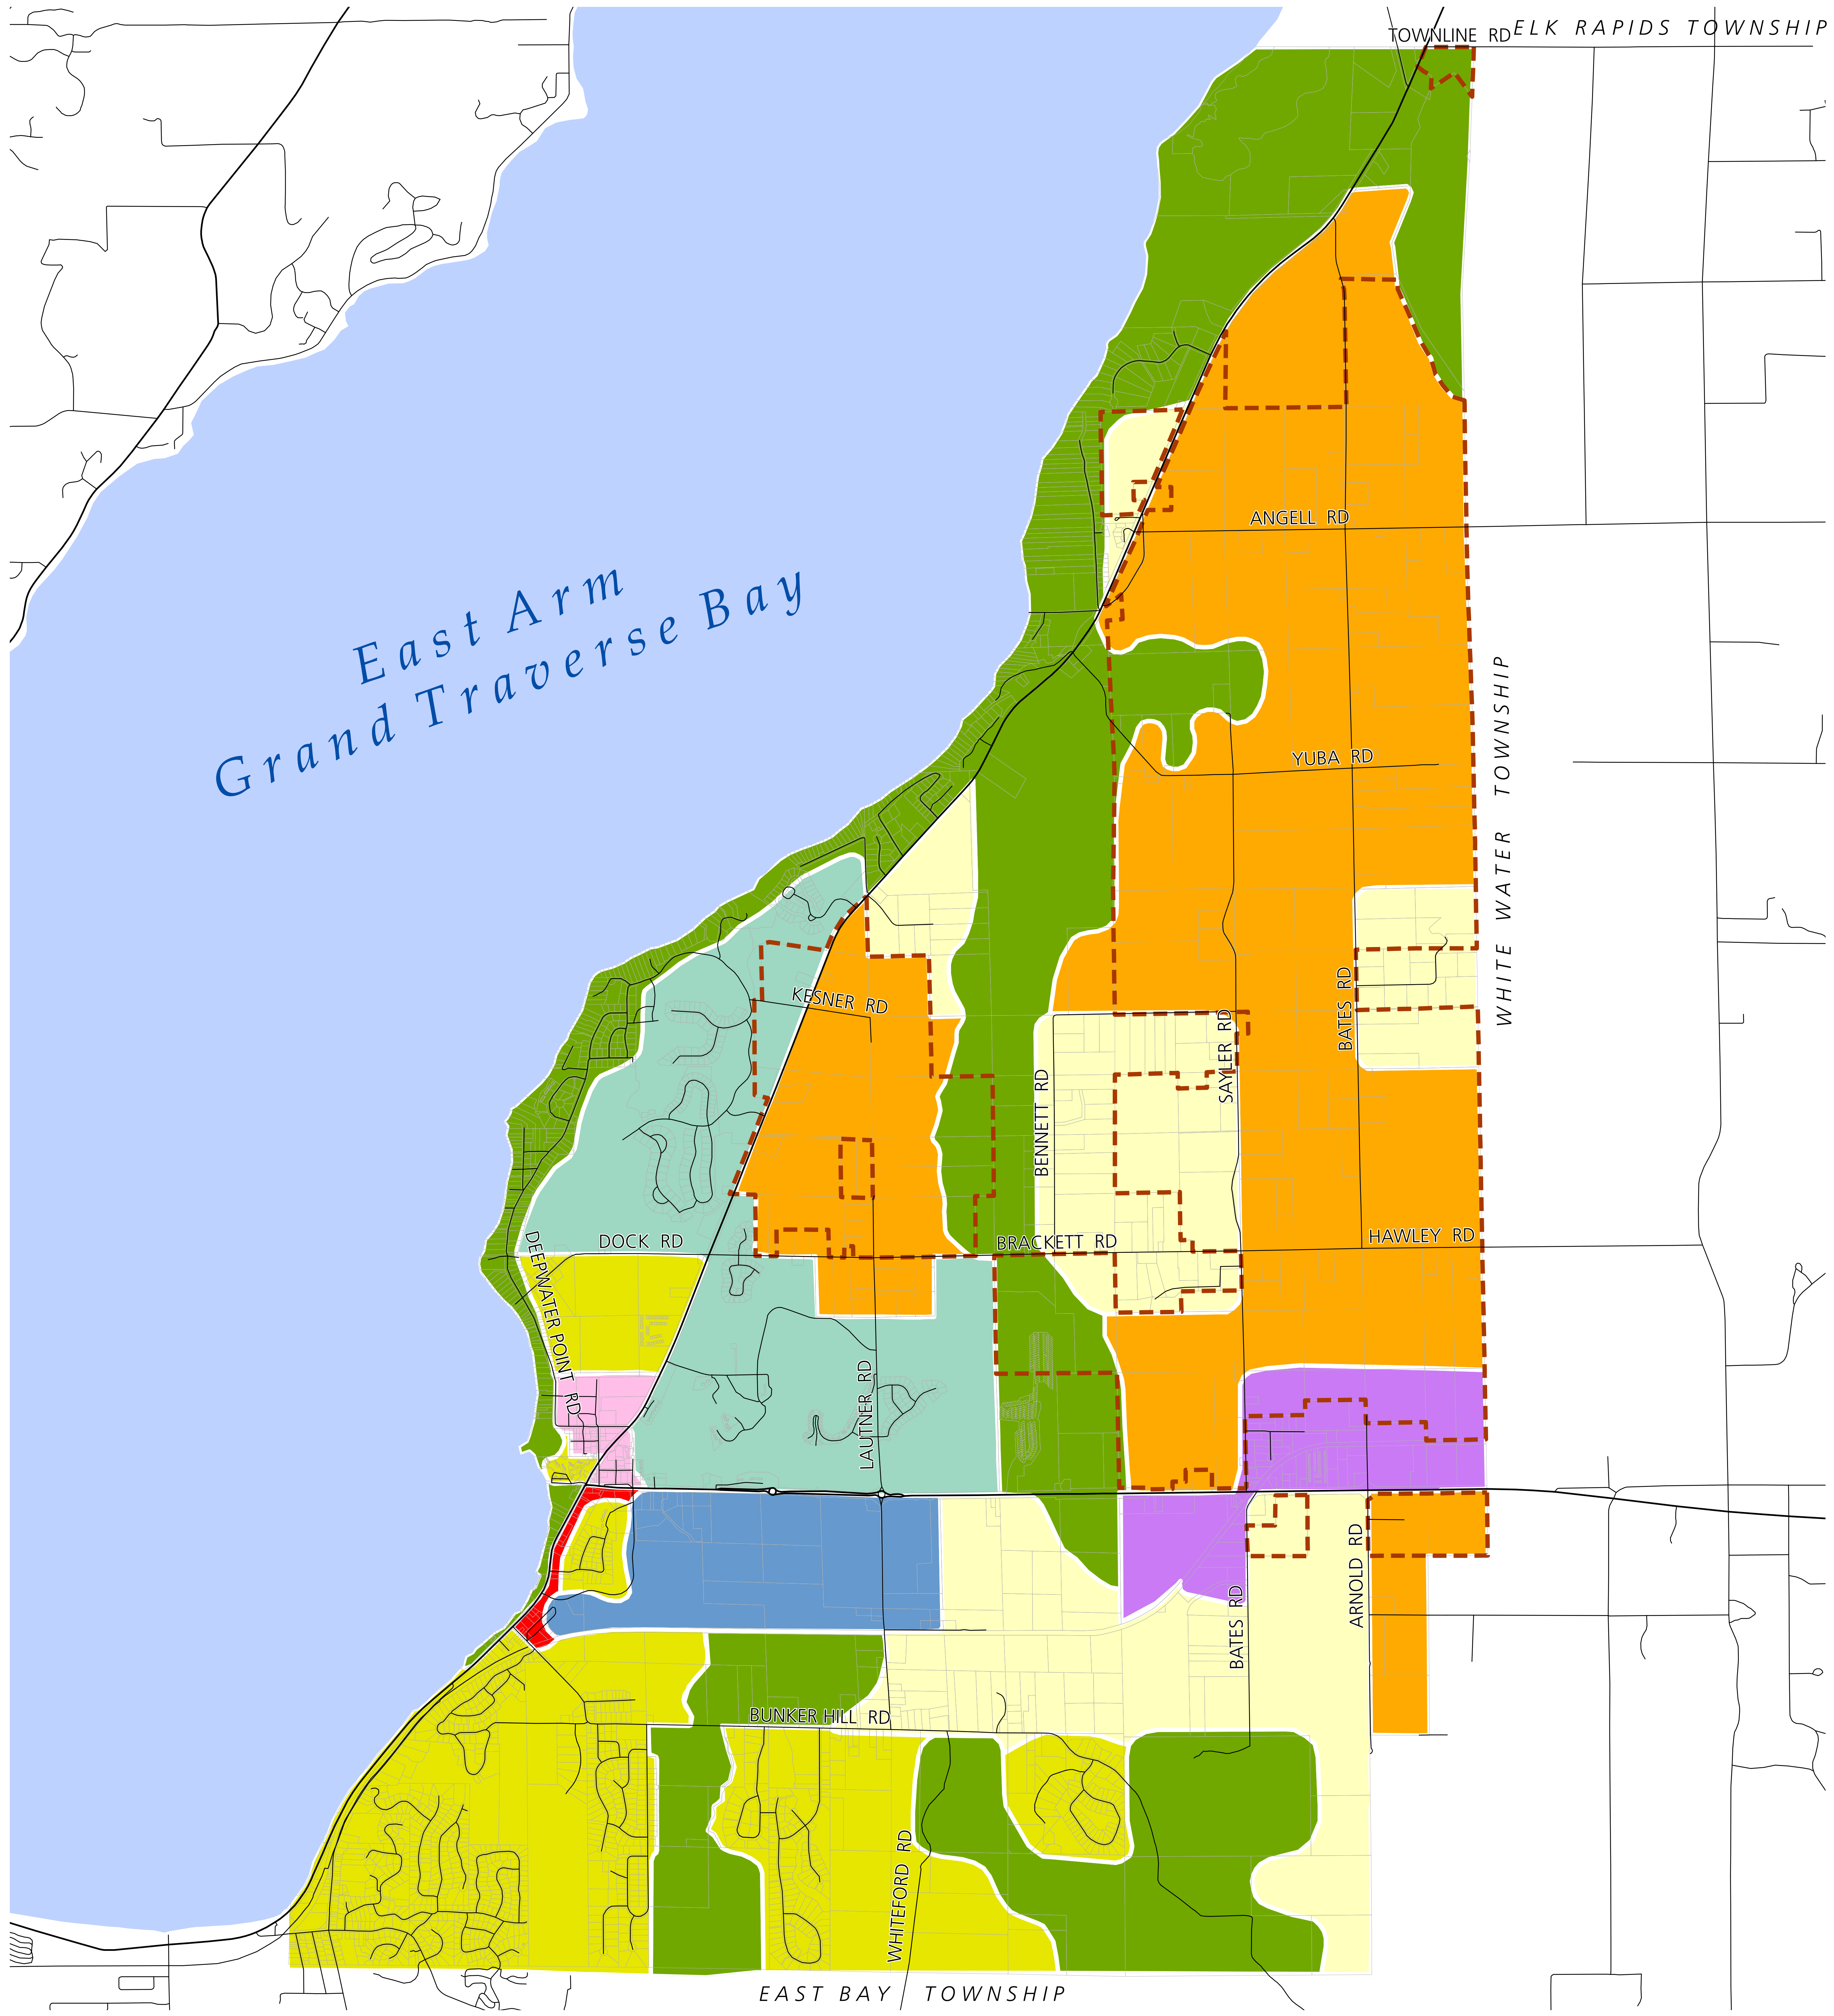 TOWNLINE RD
ELK RAPIDS TOWNSHIP
ANGELL RD
East Arm
Grand Traverse Bay
WHITE WATER TOWNSHIP
YUBA RD
KESNER RD
BATES RD
SAYLER RD
BENNETT RD
DOCK RD
BRACKETT RD
HAWLEY RD
DEEPWATER POINT RD
LAUTNER RD
ARNOLD RD
BATES RD
BUNKER HILL RD
WHITEFORD RD
EAST BAY TOWNSHIP